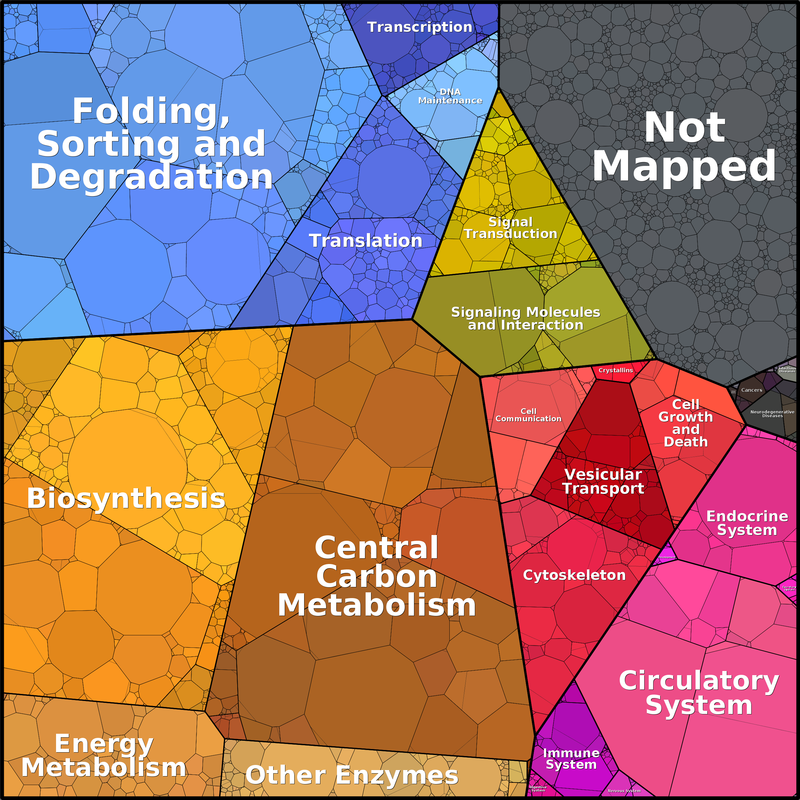 Transcription
DNA
Maintenance
Folding,
Sorting and
Degradation
Not
Mapped
Translation
Signal
Transduction
Signaling Molecules
and Interaction
Crystallins
Cancers
Neurodegenerative
Diseases
Cell
Communication
Cell
Growth
and
Death
Vesicular
Transport
Biosynthesis
Endocrine
System
Central
Carbon
Metabolism
Cytoskeleton
Circulatory
System
Energy
Metabolism
Immune
System
Other Enzymes